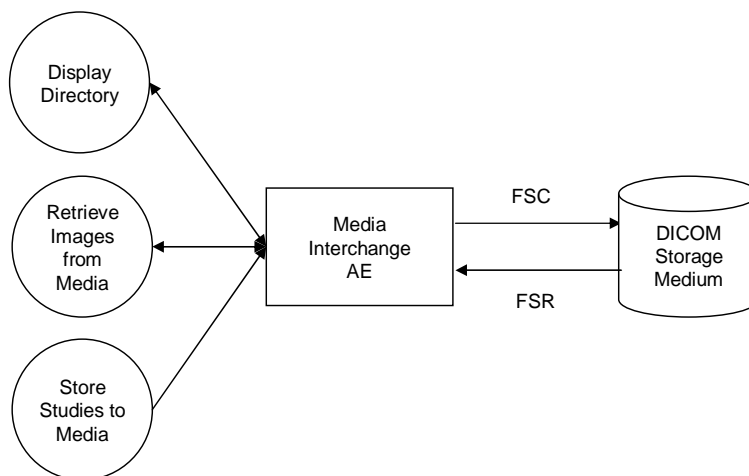 Display
Directory
Retrieve
Images
from
Media
Store
Studies to
Media
Media
Interchange
AE
FSC
FSR
DICOM
Storage
Medium